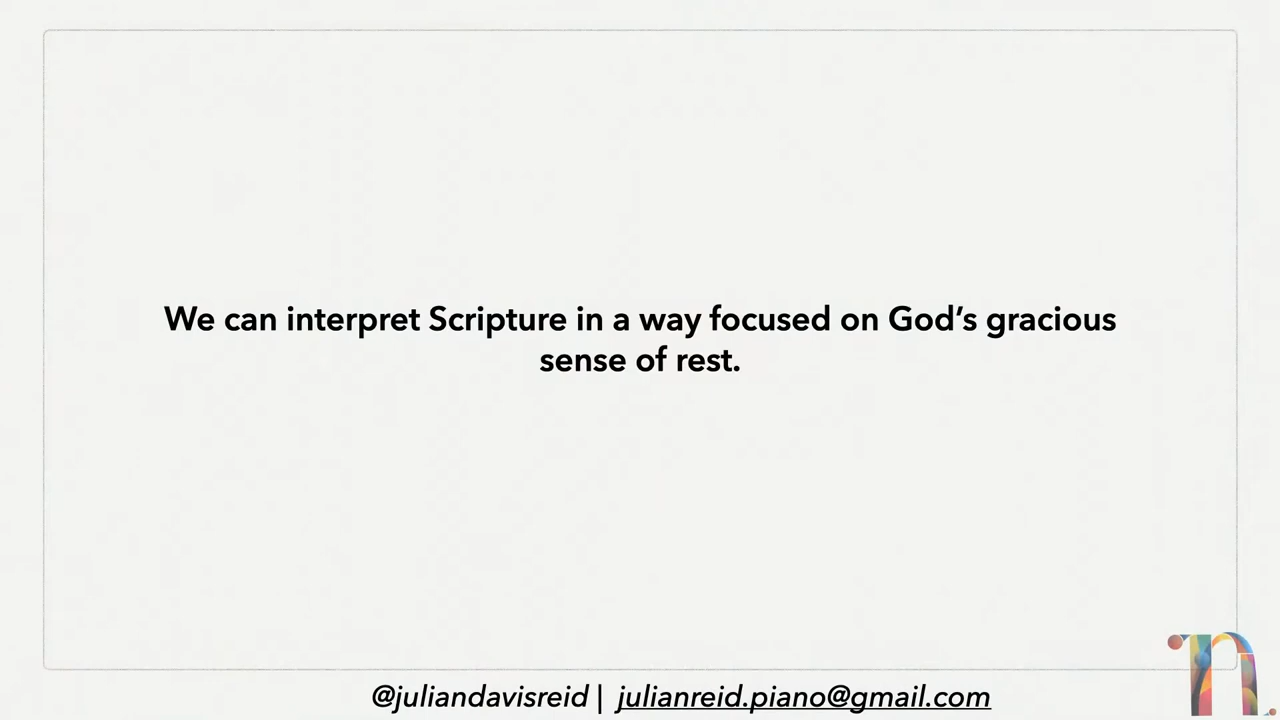 We can interpret Scripture in a way focused on God’s gracious
sense of rest.
@juliandavisreid | julianreid.piano@gmail.com
n.